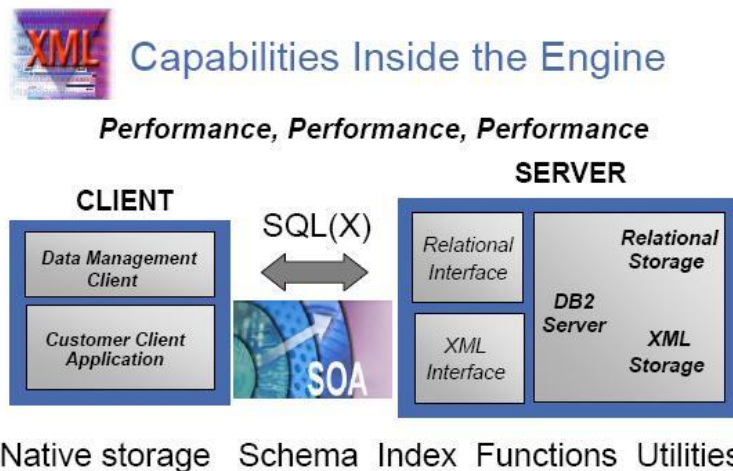 XML
Capabilities Inside the Engine
Performance, Performance, Performance
CLIENT
Data Management
Client
Customer Client
Application
SQL(X)
SOA
SERVER
Relational
Interface
XML
Interface
DB2
Server
Relational
Storage
XML
Storage
Native storage Schema Index Functions Utilities